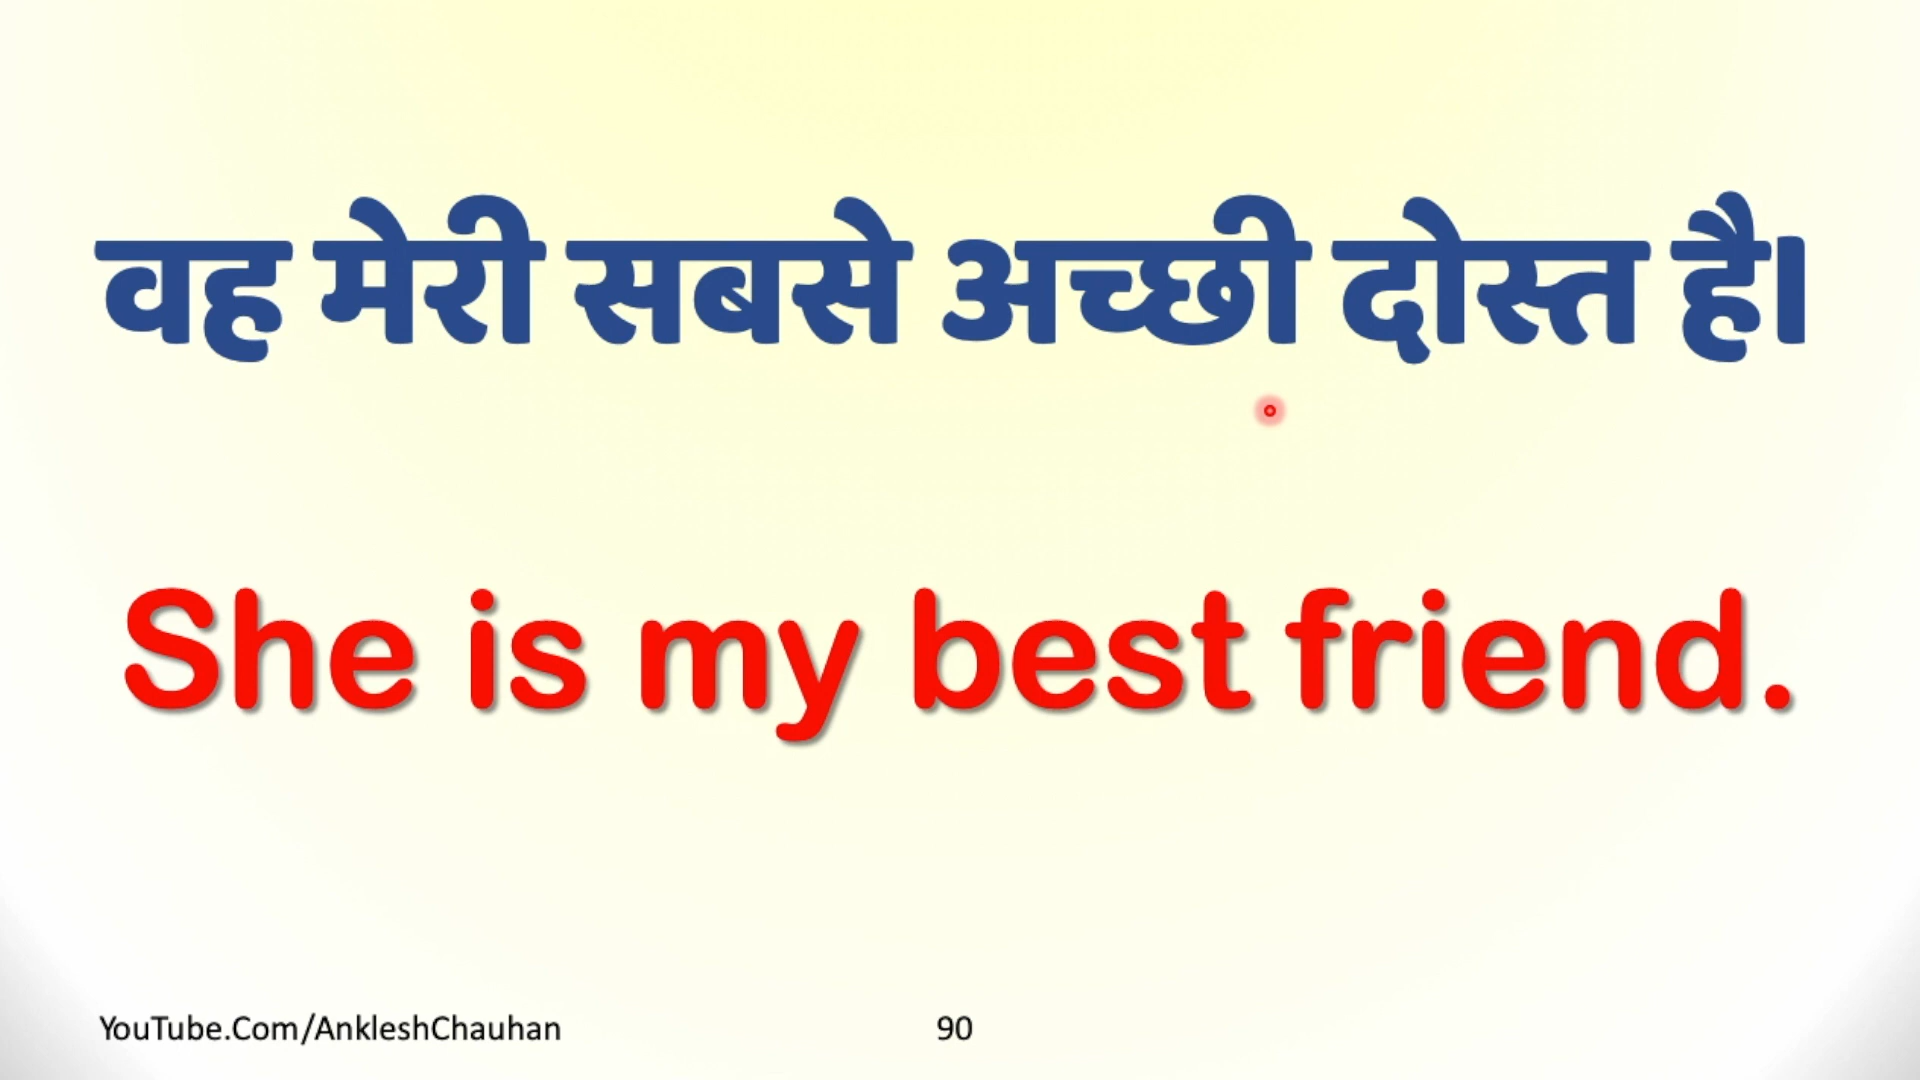 वह मेरी सबसे अच्छी दोस्त है।
She is my best friend.
YouTube.Com/AnkleshChauhan
90